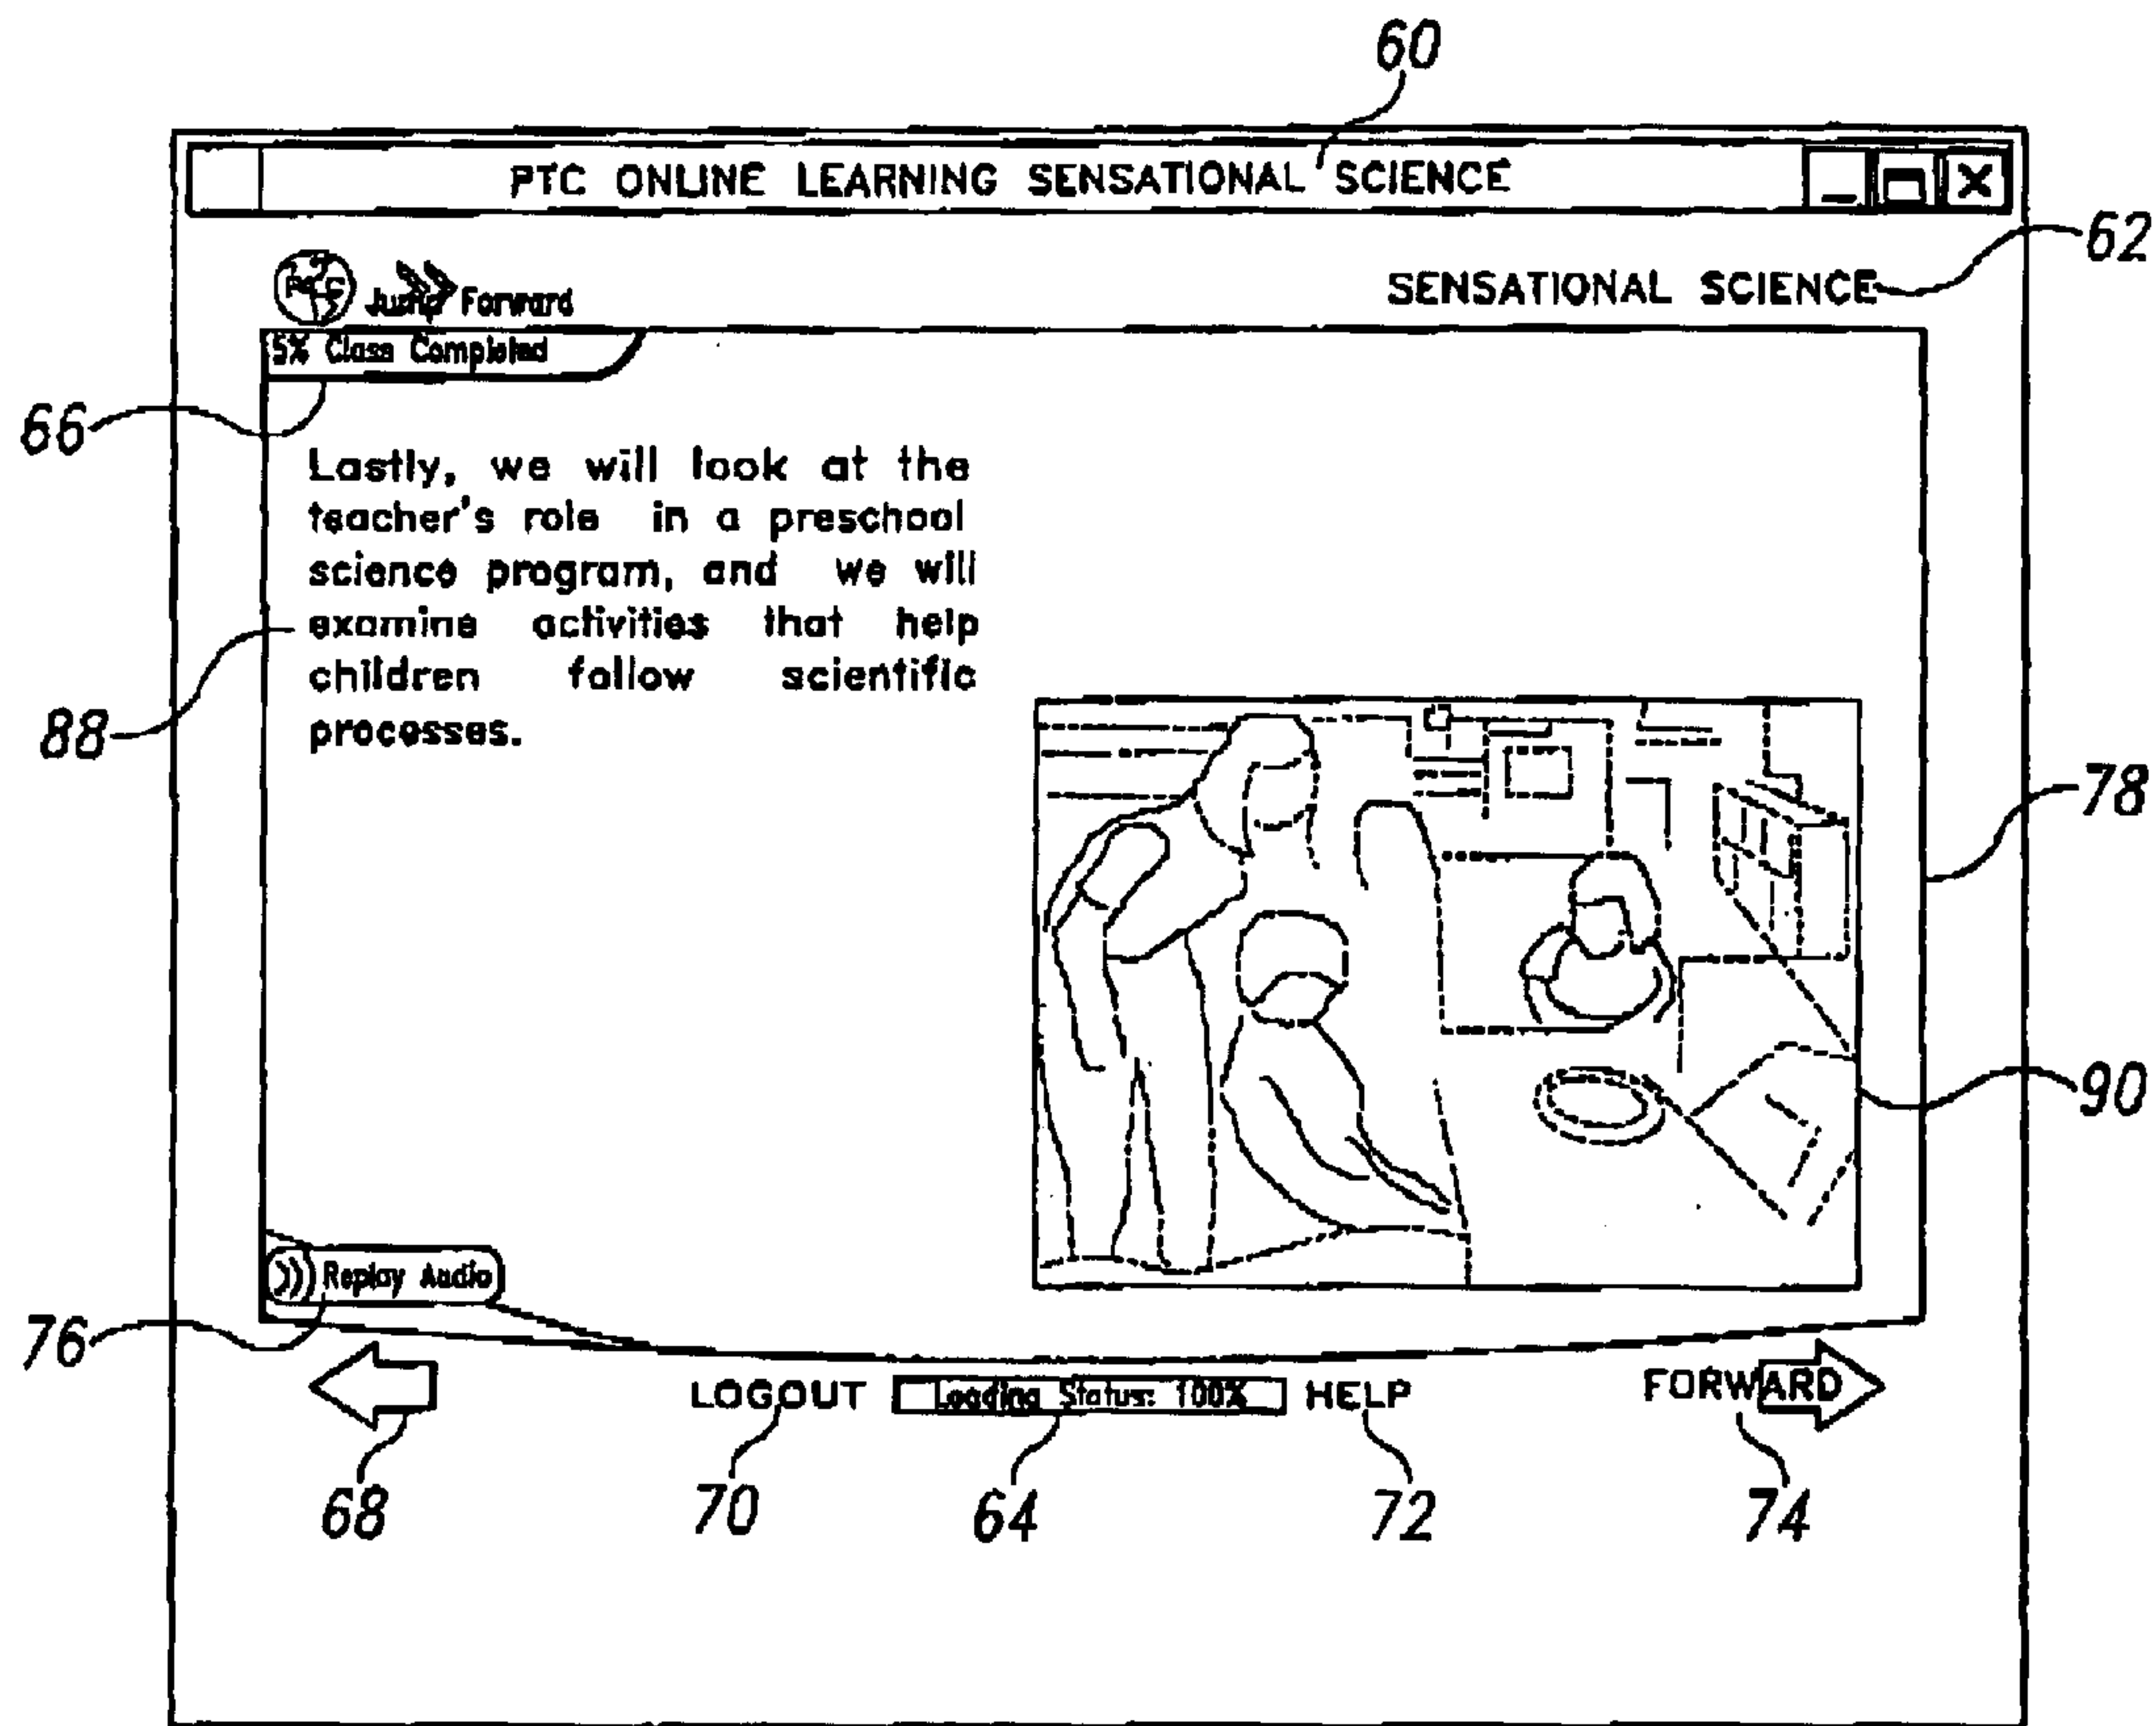 60
PTC ONLINE LEARNING SENSATIONAL SCIENCE
62
Jump Forward
SENSATIONAL SCIENCE
5% Class Completed
66
Lastly, we will look at the
teacher's role in a preschool
science program, and we will
examine activities that help
children follow scientific
processes.
88
78
90
Replay Audio
76
LOGOUT
Loading Status: 100%
HELP
FORWARD
68
70
64
72
74